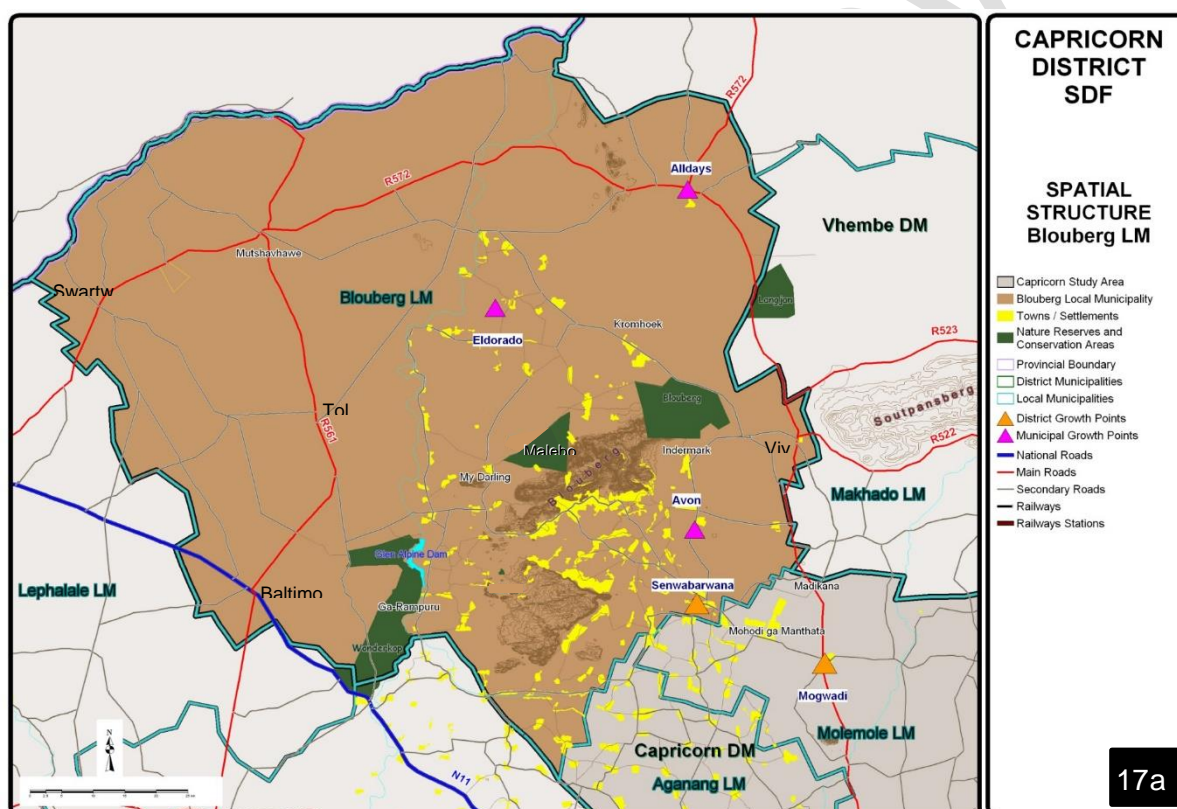 CAPRICORN
DISTRICT
SDF
SPATIAL
STRUCTURE
Blouberg LM
Capricorn Study Area
Blouberg Local Municipality
Towns / Settlements
Nature Reserves and
Conservation Areas
Provincial Boundary
District Municipalities
Local Municipalities
District Growth Points
Municipal Growth Points
National Roads
Main Roads
Secondary Roads
Railways
Railways Stations
17a
R572
Alldays
R572
Vhembe DM
Mutshavhawe
Swartw
Blouberg LM
Longjon
Eldorado
Kromhoek
R523
Soutpansberg
Blouberg
Tol
R561
R522
Malebo
Indermark
Viv
Blouberg
My Darling
Makhado LM
Avon
Glen Alpine Dam
Lephalale LM
Baltimo
Senwabarwana
Madikana
Ga-Rampuru
Mohodi ga Manthata
Wonderkop
Mogwadi
Molemole LM
Capricorn DM
Aganang LM
N
N11